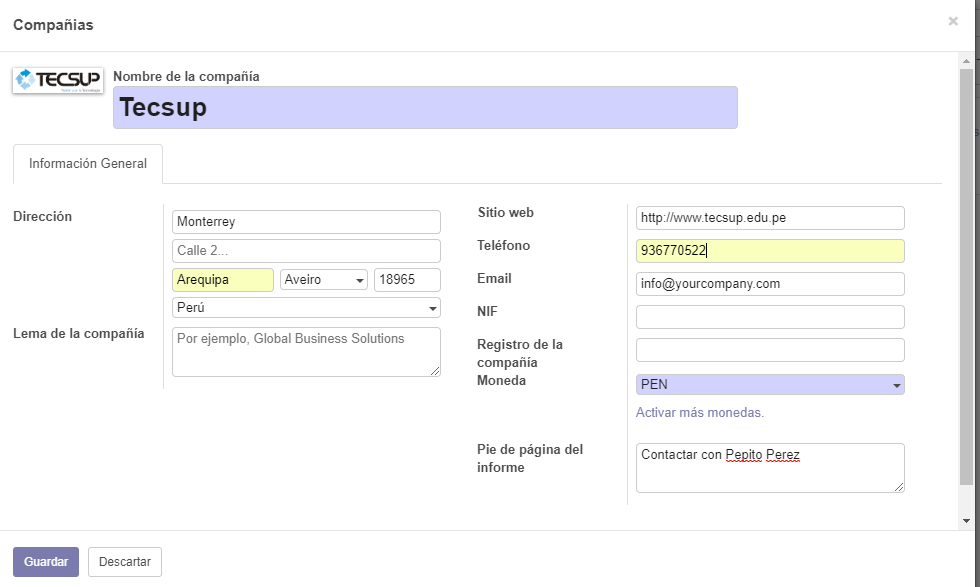 Compañias
×
TECSUP
Nombre de la compañía
Tecsup
Información General
Dirección
Monterrey
Calle 2...
Arequipa Aveiro 18965
Perú
Lema de la compañía
Por ejemplo, Global Business Solutions
Sitio web
http://www.tecsup.edu.pe
Teléfono
936770522
Email
info@yourcompany.com
NIF
Registro de la
compañía
Moneda
PEN
Activar más monedas.
Pie de página del
informe
Contactar con Pepito Perez
Guardar Descartar